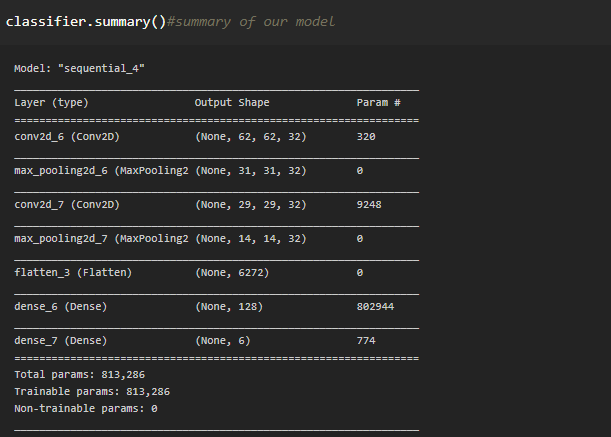 classifier.summary()#summary of our model
Model: "sequential_4"
_________________________________________________________________
Layer (type)                 Output Shape              Param #
=================================================================
conv2d_6 (Conv2D)            (None, 62, 62, 32)        320
_________________________________________________________________
max_pooling2d_6 (MaxPooling2 (None, 31, 31, 32)        0
_________________________________________________________________
conv2d_7 (Conv2D)            (None, 29, 29, 32)        9248
_________________________________________________________________
max_pooling2d_7 (MaxPooling2 (None, 14, 14, 32)        0
_________________________________________________________________
flatten_3 (Flatten)          (None, 6272)              0
_________________________________________________________________
dense_6 (Dense)              (None, 128)               802944
_________________________________________________________________
dense_7 (Dense)              (None, 6)                 774
=================================================================
Total params: 813,286
Trainable params: 813,286
Non-trainable params: 0
_________________________________________________________________